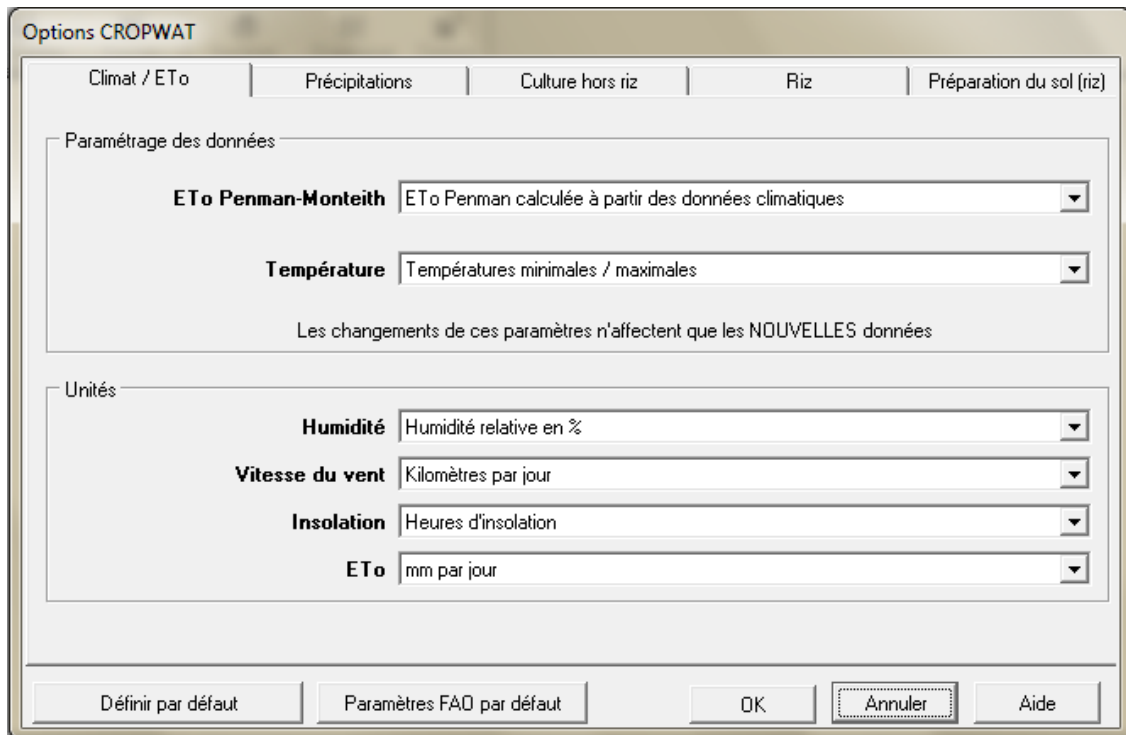 Options CROPWAT
Climat / ETo Précipitations Culture hors riz Riz Préparation du sol (riz)
Paramétrage des données
ETo Penman-Monteith ETo Penman calculée à partir des données climatiques
Température Températures minimales / maximales
Les changements de ces paramètres n'affectent que les NOUVELLES données
Unités
Humidité Humidité relative en %
Vitesse du vent Kilomètres par jour
Insolation Heures d'insolation
ETo mm par jour
Définir par défaut Paramètres FAO par défaut OK Annuler Aide